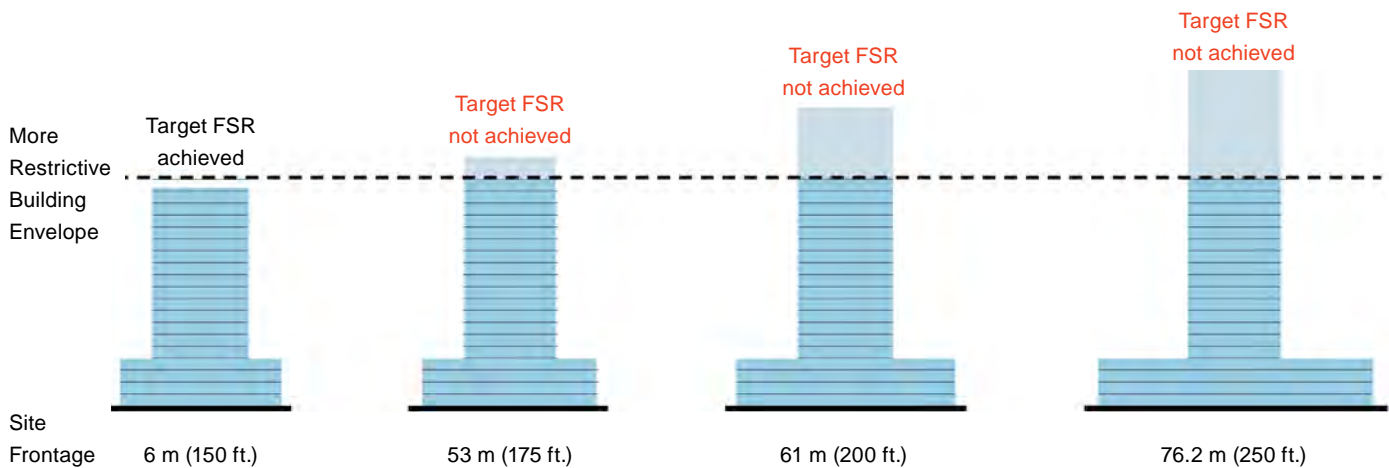 Target FSR
not achieved
Target FSR
not achieved
Target FSR
not achieved
Target FSR
achieved
More
Restrictive
Building
Envelope
Site
Frontage
6 m (150 ft.)
53 m (175 ft.)
61 m (200 ft.)
76.2 m (250 ft.)